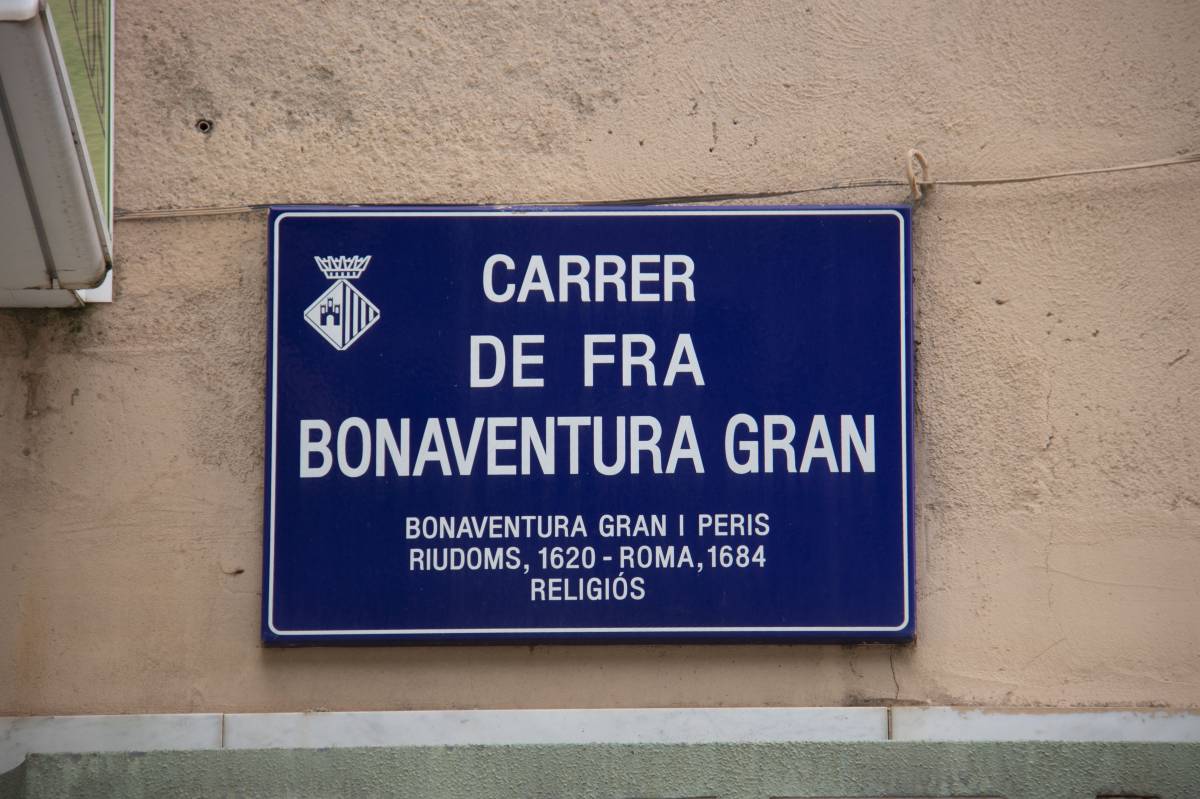 CARRER
DE FRA
BONAVENTURA GRAN
BONAVENTURA GRAN I PERIS
RIUDOMS, 1620 - ROMA, 1684
RELIGIÓS